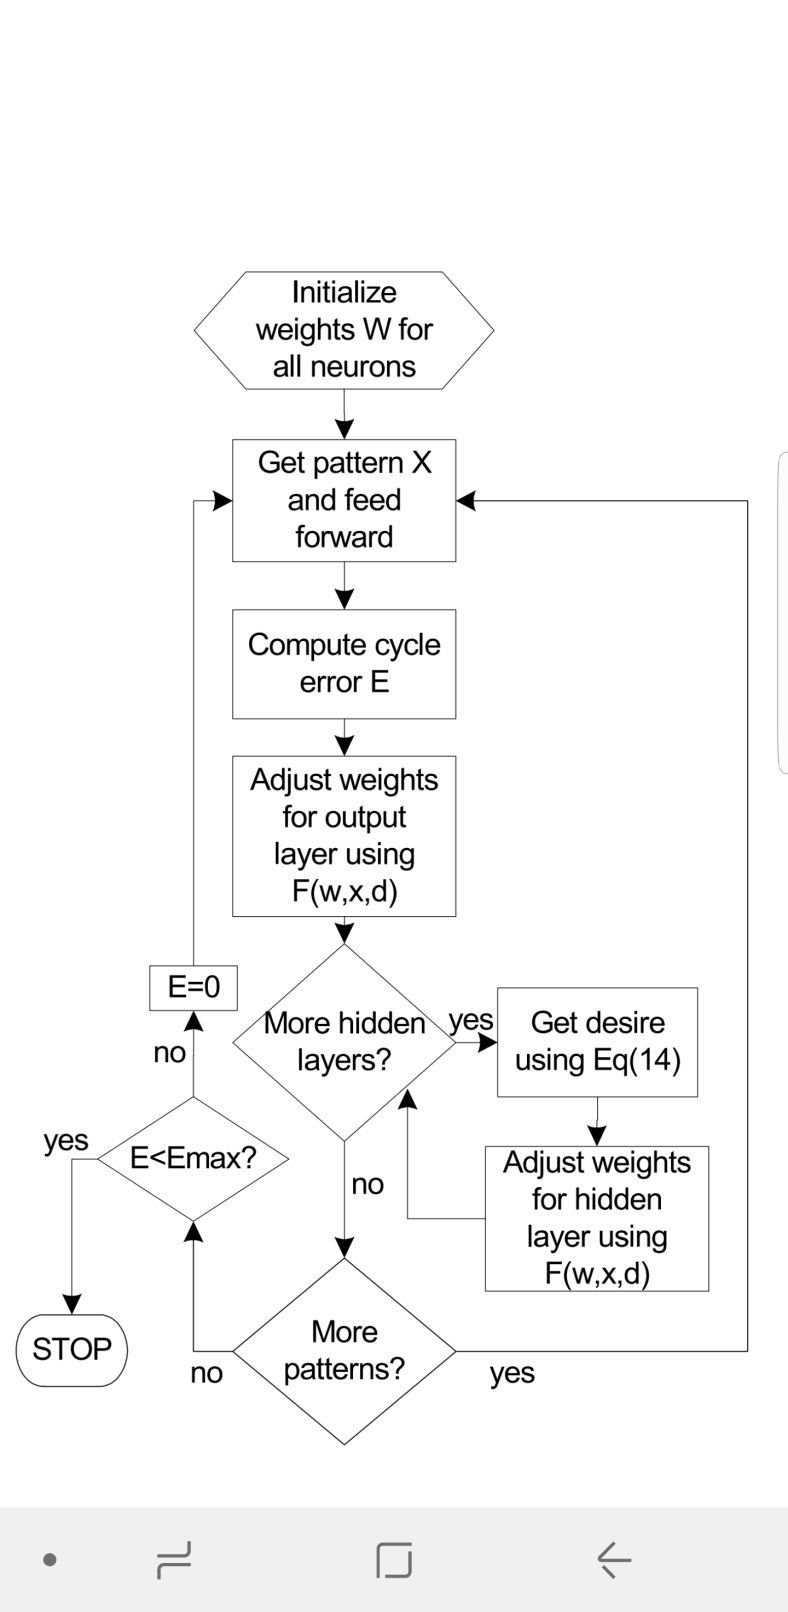 Initialize
weights W for
all neurons
Get pattern X
and feed
forward
Compute cycle
error E
Adjust weights
for output
layer using
F(w,x,d)
E=0
More hidden
layers?
yes
Get desire
using Eq(14)
no
yes
E<Emax?
Adjust weights
for hidden
layer using
F(w,x,d)
no
STOP
More
patterns?
no
yes